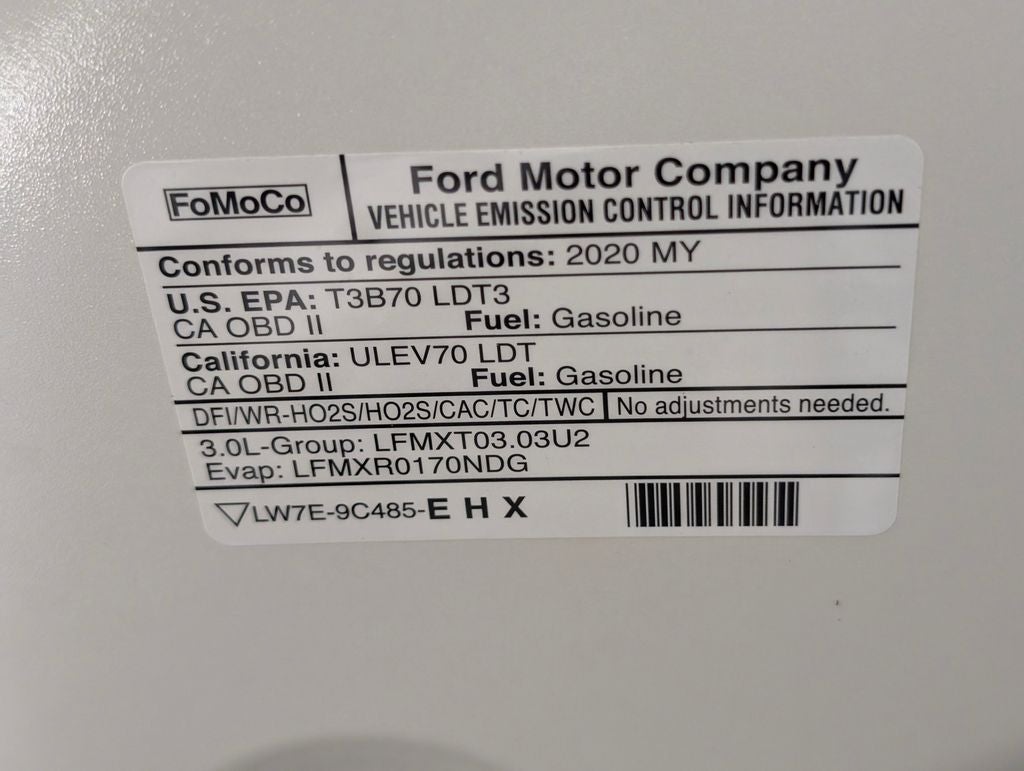 FoMoCo
Ford Motor Company
VEHICLE EMISSION CONTROL INFORMATION
Conforms to regulations: 2020 MY
U.S. EPA: T3B70 LDT3
CA OBD II Fuel: Gasoline
California: ULEV70 LDT
CA OBD II Fuel: Gasoline
DFI/WR-HO2S/HO2S/CAC/TC/TWC No adjustments needed.
3.0L-Group: LFMXT03.03U2
Evap: LFMXR0170NDG
LW7E-9C485-E H X